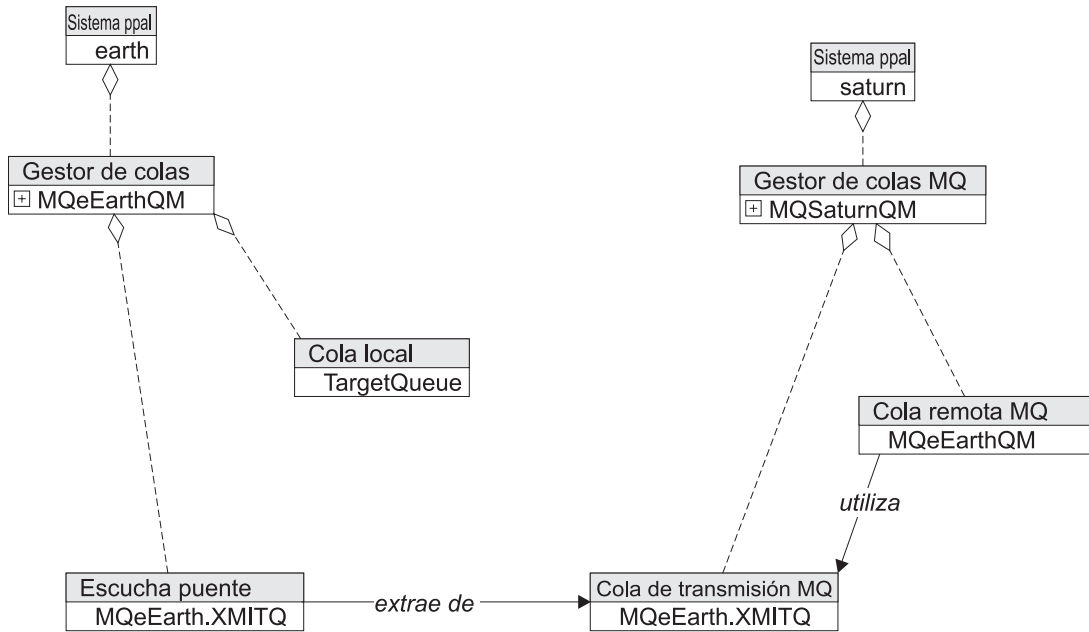 Sistema ppal
earth
Sistema ppal
saturn
Gestor de colas
MQeEarthQM
Gestor de colas MQ
MQSaturnQM
Cola local
TargetQueue
Cola remota MQ
MQeEarthQM
utiliza
Escucha puente
MQeEarth.XMITQ
extrae de
Cola de transmisión MQ
MQeEarth.XMITQ